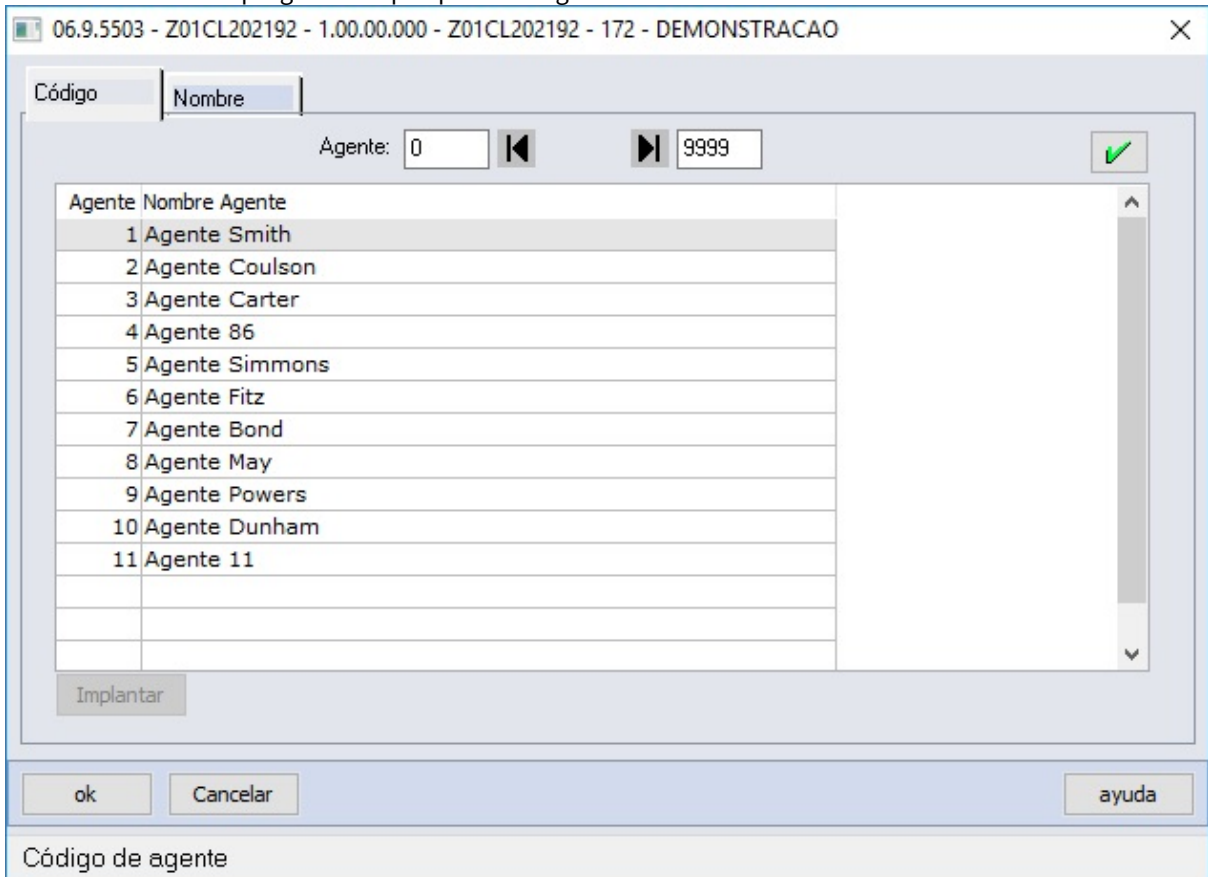 06.9.5503 - Z01CL202192 - 1.00.00.000 - Z01CL202192 - 172 - DEMONSTRACAO
Código Nombre
Agente: 0 9999
Agente Nombre Agente
1 Agente Smith
2 Agente Coulson
3 Agente Carter
4 Agente 86
5 Agente Simmons
6 Agente Fitz
7 Agente Bond
8 Agente May
9 Agente Powers
10 Agente Dunham
11 Agente 11
Implantar
ok Cancelar ayuda
Código de agente